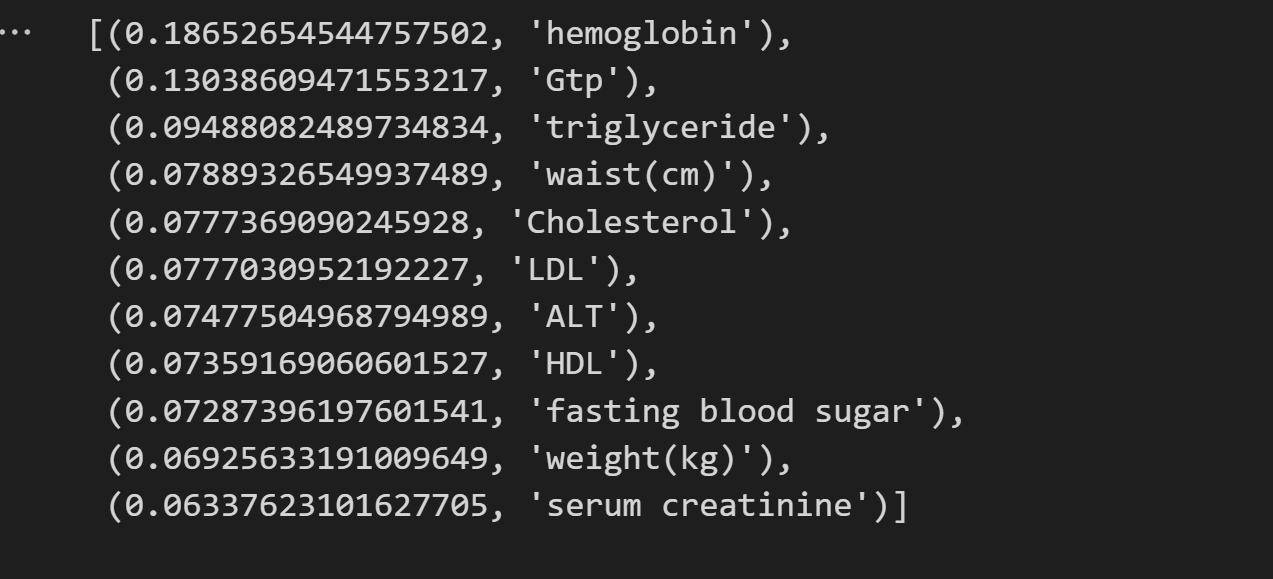 ... [(0.18652654544757502, 'hemoglobin'),
(0.13038609471553217, 'Gtp'),
(0.09488082489734834, 'triglyceride'),
(0.07889326549937489, 'waist(cm)'),
(0.0777369090245928, 'Cholesterol'),
(0.0777030952192227, 'LDL'),
(0.07477504968794989, 'ALT'),
(0.07359169060601527, 'HDL'),
(0.07287396197601541, 'fasting blood sugar'),
(0.06925633191009649, 'weight(kg)'),
(0.06337623101627705, 'serum creatinine')]